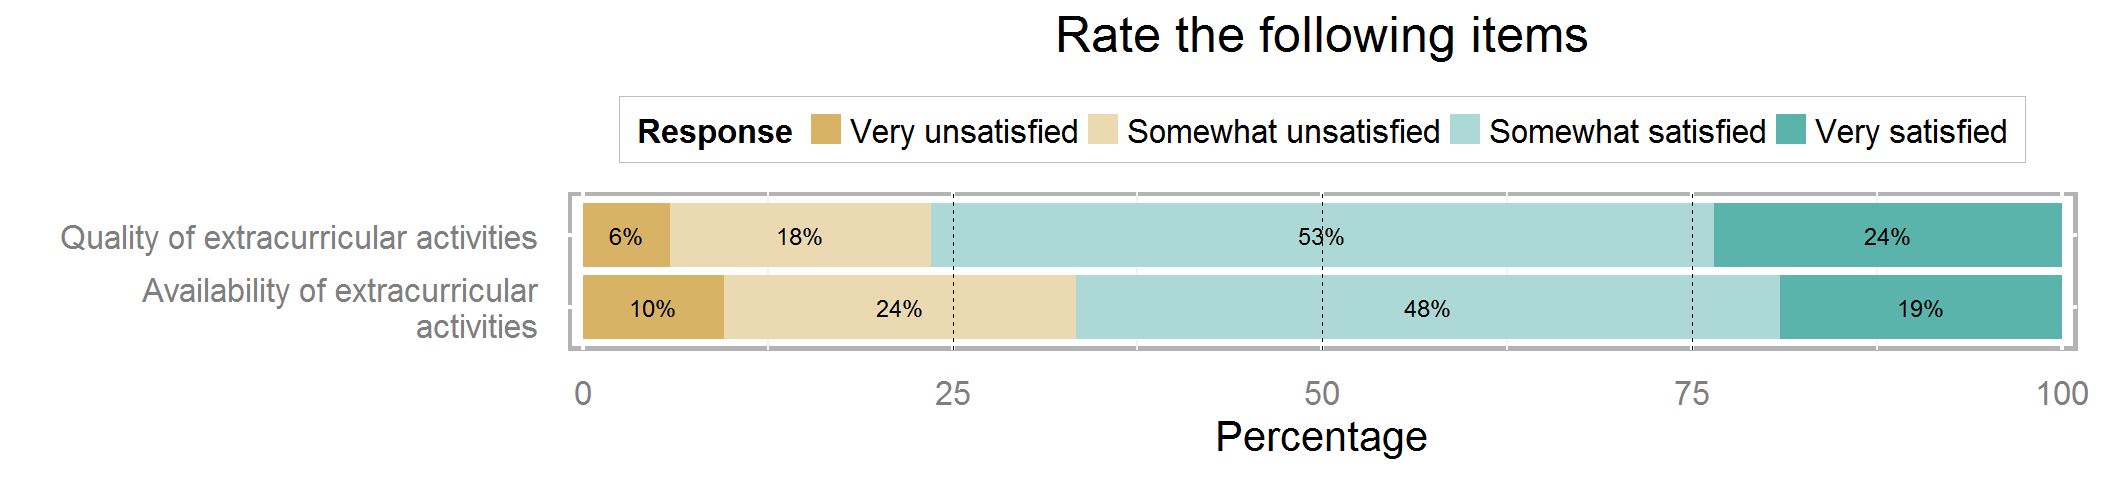 Rate the following items
Response Very unsatisfied Somewhat unsatisfied Somewhat satisfied Very satisfied
Quality of extracurricular activities 6% 18% 53% 24%
Availability of extracurricular
activities
10% 24% 48% 19%
0 25 50 75 100
Percentage